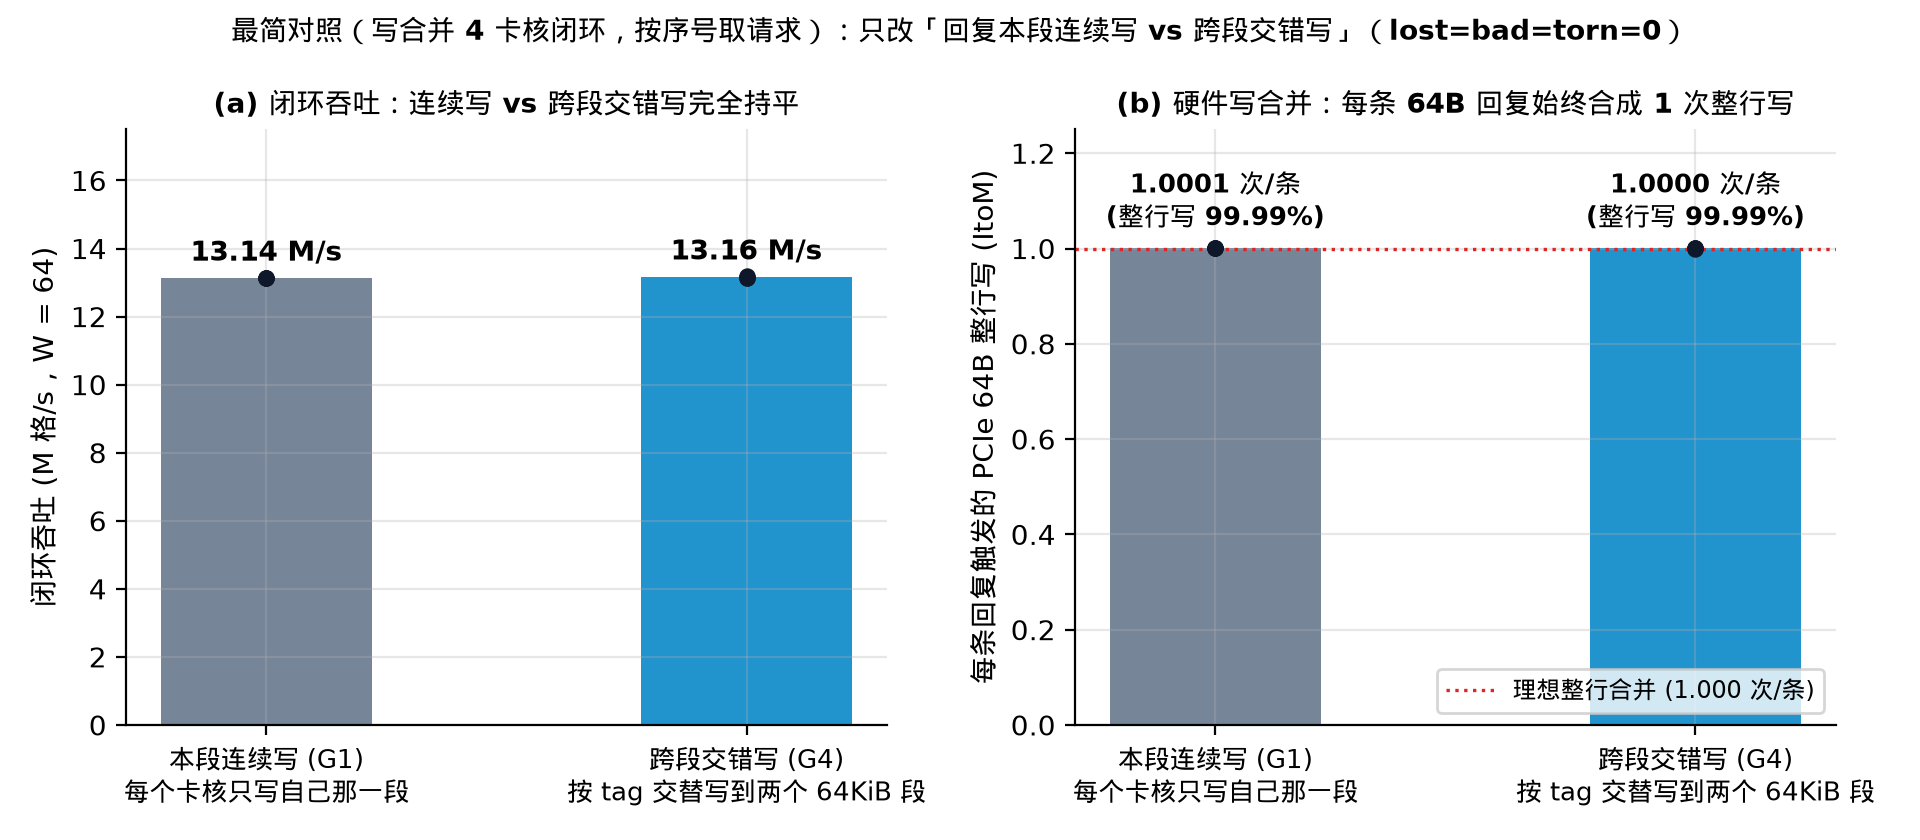 最简对照（写合并 4 卡核闭环，按序号取请求）：只改「回复本段连续写 vs 跨段交错写」（lost=bad=torn=0）
(a) 闭环吞吐：连续写 vs 跨段交错写完全持平
闭环吞吐 (M 格/s，W = 64)
16
14
12
10
8
6
4
2
0
13.14 M/s
13.16 M/s
本段连续写 (G1)
每个卡核只写自己那一段
跨段交错写 (G4)
按 tag 交替写到两个 64KiB 段
(b) 硬件写合并：每条 64B 回复始终合成 1 次整行写
每条回复触发的 PCIe 64B 整行写 (ItoM)
1.2
1.0
0.8
0.6
0.4
0.2
0.0
1.0001 次/条
(整行写 99.99%)
1.0000 次/条
(整行写 99.99%)
理想整行合并 (1.000 次/条)
本段连续写 (G1)
每个卡核只写自己那一段
跨段交错写 (G4)
按 tag 交替写到两个 64KiB 段